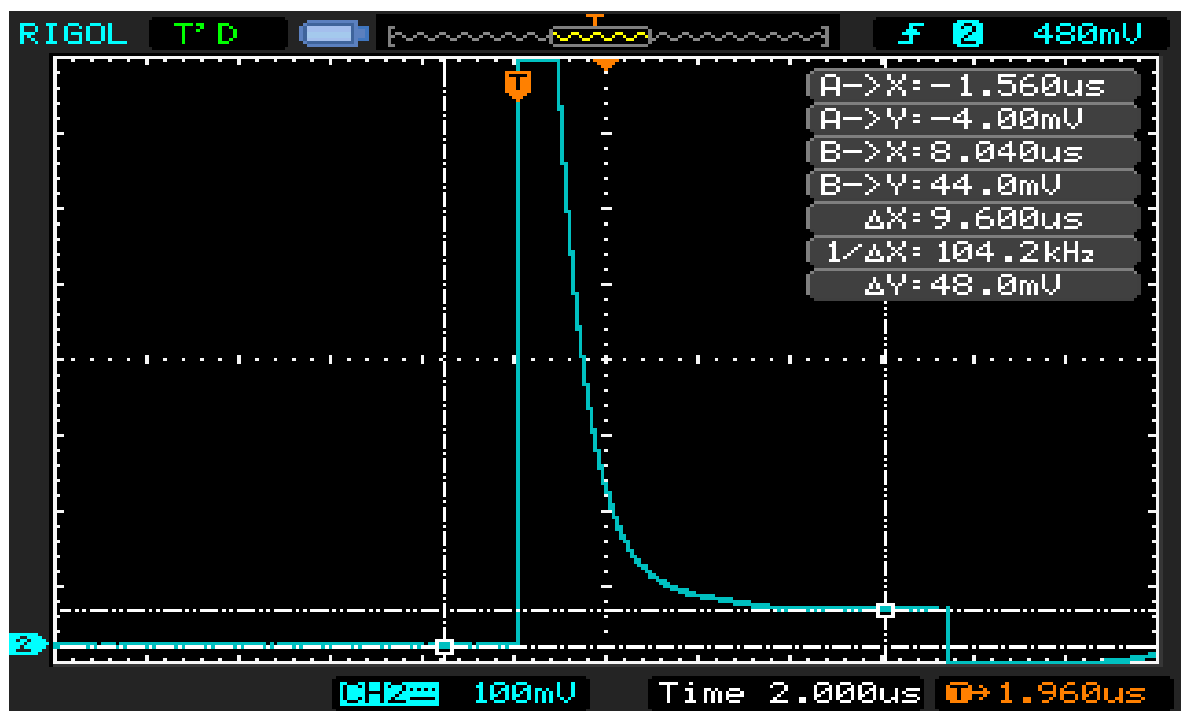 RIGOL T'D 2 480mV
T
T
A->X:-1.560us
A->Y:-4.00mV
B->X:8.040us
B->Y:44.0mV
ΔX:9.600us
1/ΔX:104.2kHz
ΔY:48.0mV
2
CH2 100mV Time 2.000us T→1.960us